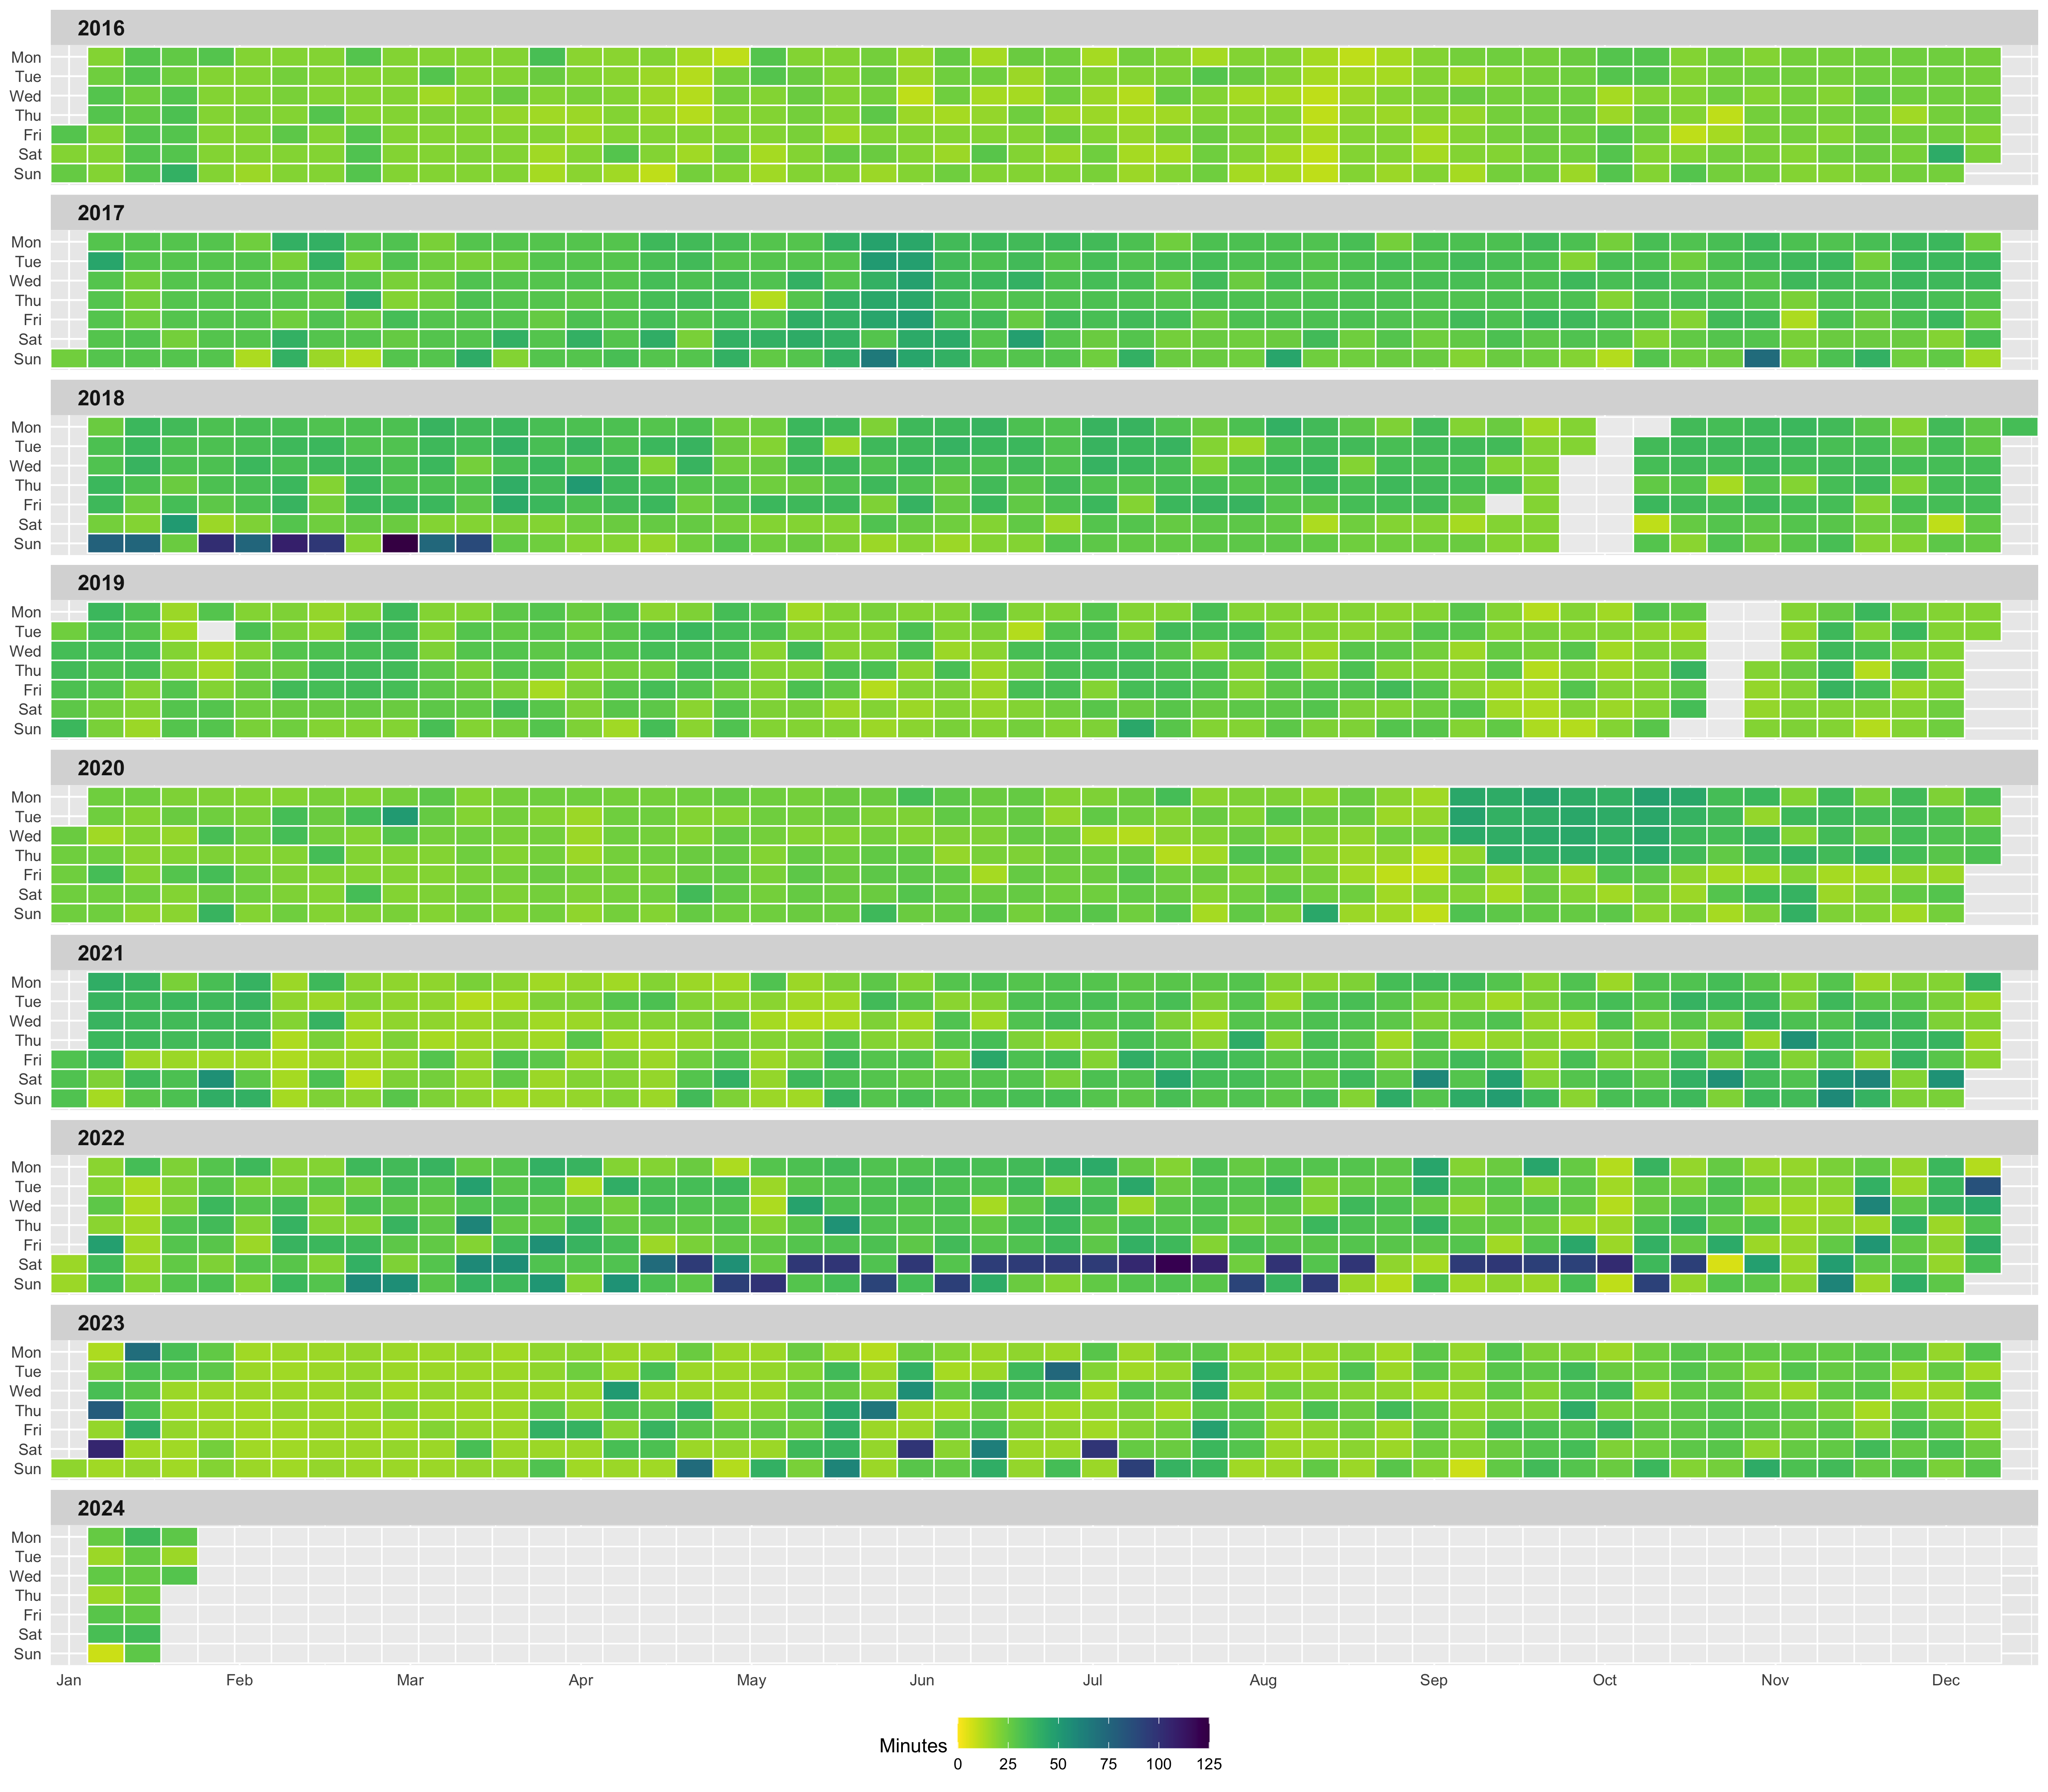 2016
Mon
Tue
Wed
Thu
Fri
Sat
Sun
2017
Mon
Tue
Wed
Thu
Fri
Sat
Sun
2018
Mon
Tue
Wed
Thu
Fri
Sat
Sun
2019
Mon
Tue
Wed
Thu
Fri
Sat
Sun
2020
Mon
Tue
Wed
Thu
Fri
Sat
Sun
2021
Mon
Tue
Wed
Thu
Fri
Sat
Sun
2022
Mon
Tue
Wed
Thu
Fri
Sat
Sun
2023
Mon
Tue
Wed
Thu
Fri
Sat
Sun
2024
Mon
Tue
Wed
Thu
Fri
Sat
Sun
Jan Feb Mar Apr May Jun Jul Aug Sep Oct Nov Dec
Minutes
0 25 50 75 100 125